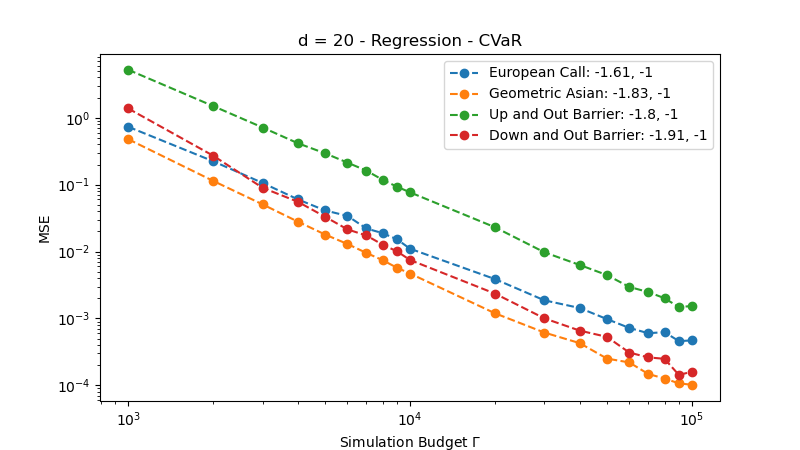 d = 20 - Regression - CVaR
European Call: -1.61, -1
Geometric Asian: -1.83, -1
Up and Out Barrier: -1.8, -1
Down and Out Barrier: -1.91, -1
MSE
10⁰
10⁻¹
10⁻²
10⁻³
10⁻⁴
10³ 10⁴ 10⁵
Simulation Budget Γ